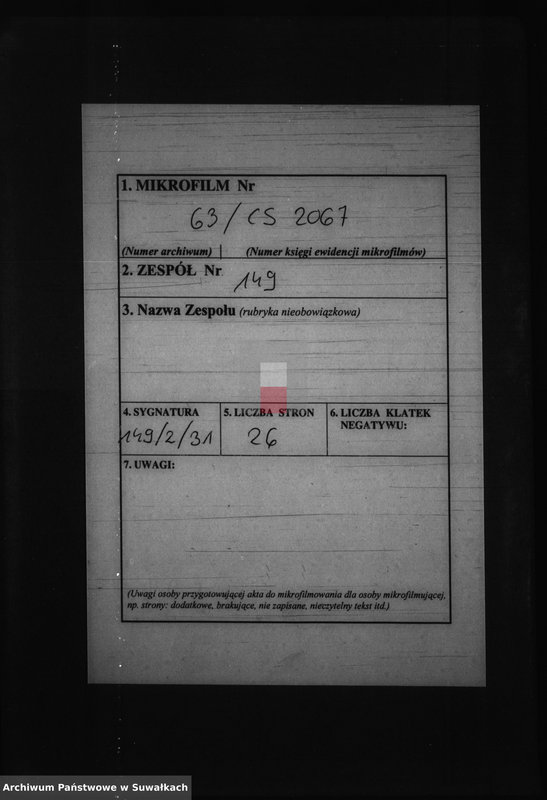 1. MIKROFILM Nr
63/CS 2067
(Numer archiwum) (Numer księgi ewidencji mikrofilmów)
2. ZESPÓŁ Nr
149
3. Nazwa Zespołu (rubryka nieobowiązkowa)
4. SYGNATURA
149/2/31
5. LICZBA STRON
26
6. LICZBA KLATEK
NEGATYWU:
7. UWAGI:
(Uwagi osoby przygotowującej akta do mikrofilmowania dla osoby mikrofilmującej,
np. strony: dodatkowe, brakujące, nie zapisane, nieczytelny tekst itd.)
Archiwum Państwowe w Suwałkach